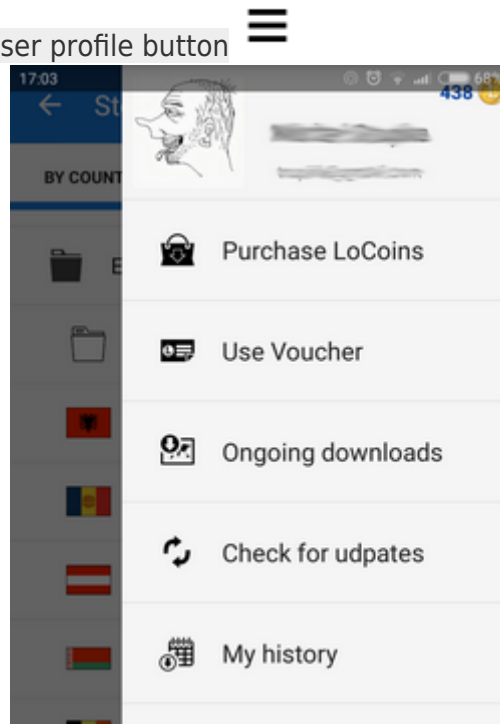 ser profile button
17:03
68%
St
438
BY COUNT
E
Purchase LoCoins
Use Voucher
Ongoing downloads
Check for udpates
My history